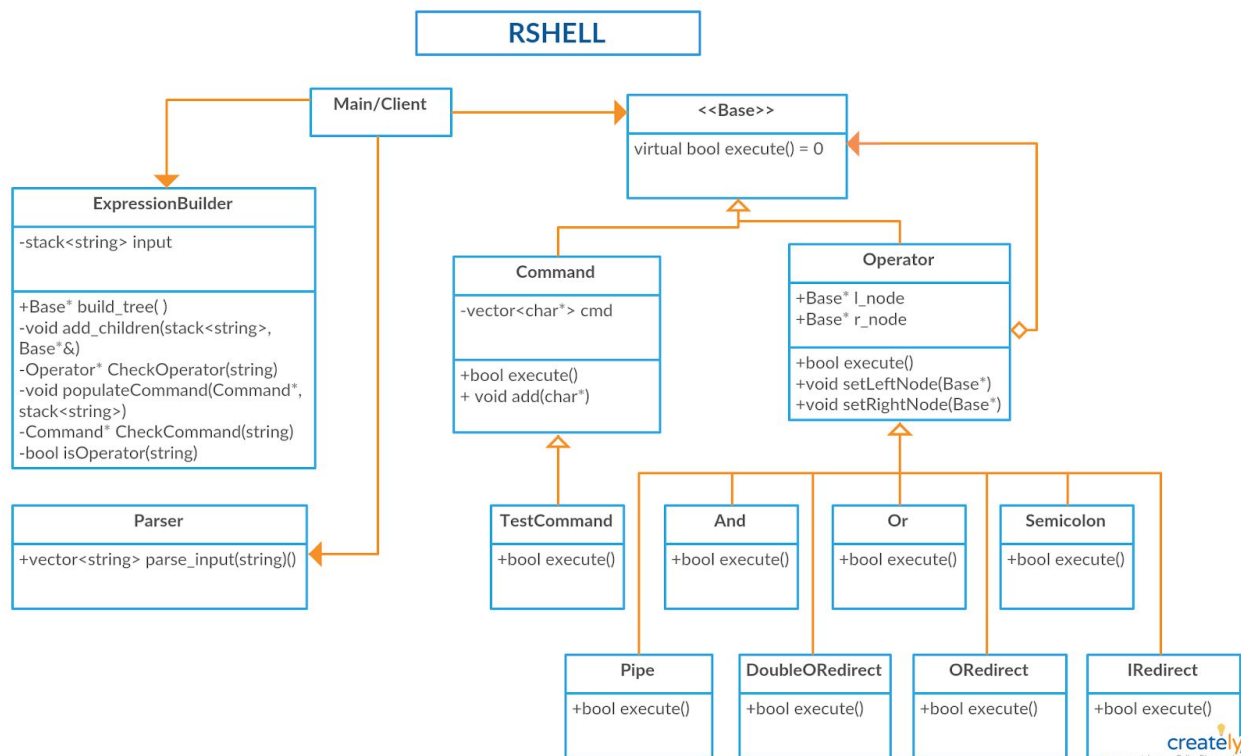 RSHELL
Main/Client
<<Base>>
virtual bool execute() = 0
ExpressionBuilder
-stack<string> input
+Base* build_tree( )
-void add_children(stack<string>,
Base*&)
-Operator* CheckOperator(string)
-void populateCommand(Command*,
stack<string>)
-Command* CheckCommand(string)
-bool isOperator(string)
Command
-vector<char*> cmd
+bool execute()
+ void add(char*)
Operator
+Base* l_node
+Base* r_node
+bool execute()
+void setLeftNode(Base*)
+void setRightNode(Base*)
Parser
+vector<string> parse_input(string)()
TestCommand
+bool execute()
And
+bool execute()
Or
+bool execute()
Semicolon
+bool execute()
Pipe
+bool execute()
DoubleORedirect
+bool execute()
ORedirect
+bool execute()
IRedirect
+bool execute()
creately